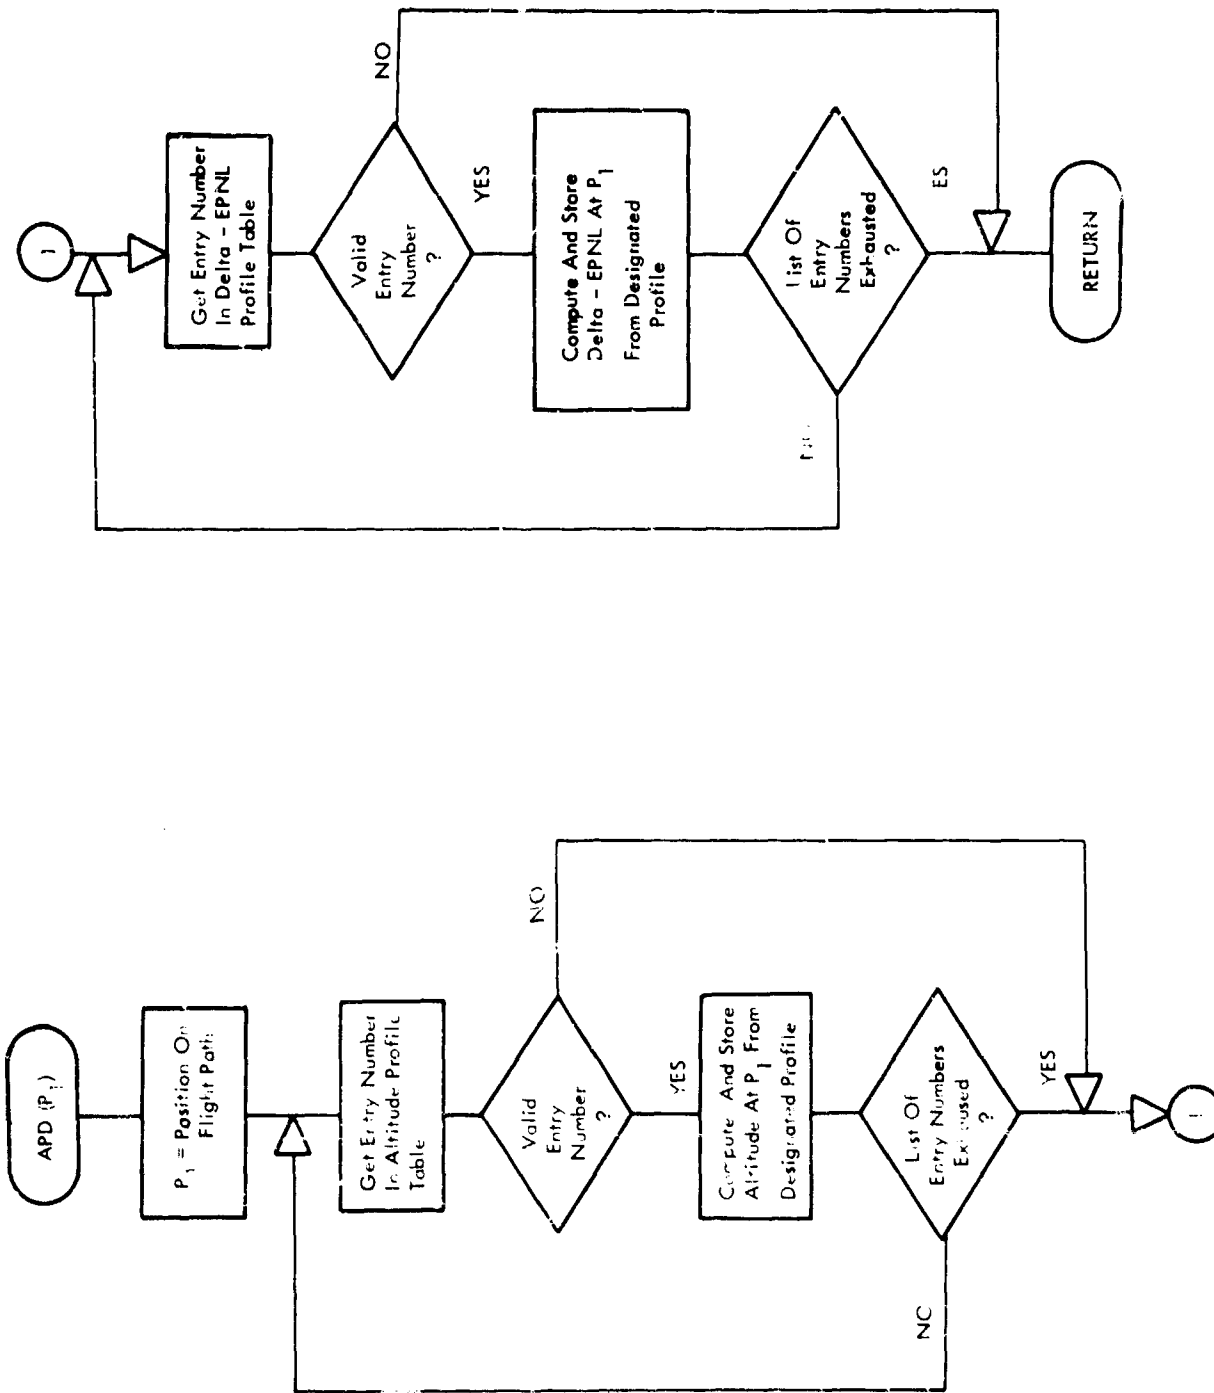 APD (P1)
P1 = Position On
Flight Path
Get Entry Number
In Altitude Profile
Table
Valid
Entry
Number
?
NO
YES
Compute And Store
Altitude At P1 From
Designated Profile
List Of
Entry Numbers
?
NO
YES
1
1
Get Entry Number
In Delta - EPNL
Profile Table
Valid
Entry
Number
?
NO
YES
Compute And Store
Delta - EPNL At P1
From Designated
Profile
List Of
Entry
Numbers
Exhausted
?
ES
RETURN